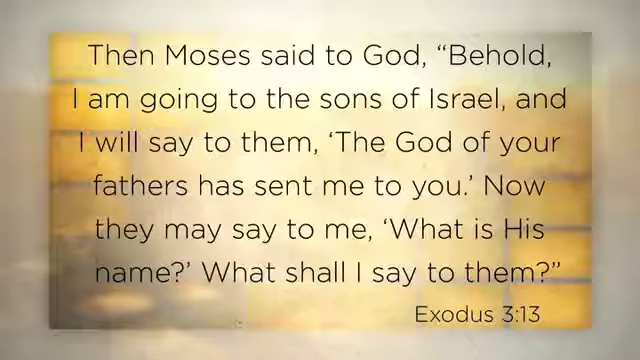 Then Moses said to God, “Behold,
I am going to the sons of Israel, and
I will say to them, ‘The God of your
fathers has sent me to you.’ Now
they may say to me, ‘What is His
name?’ What shall I say to them?”
Exodus 3:13